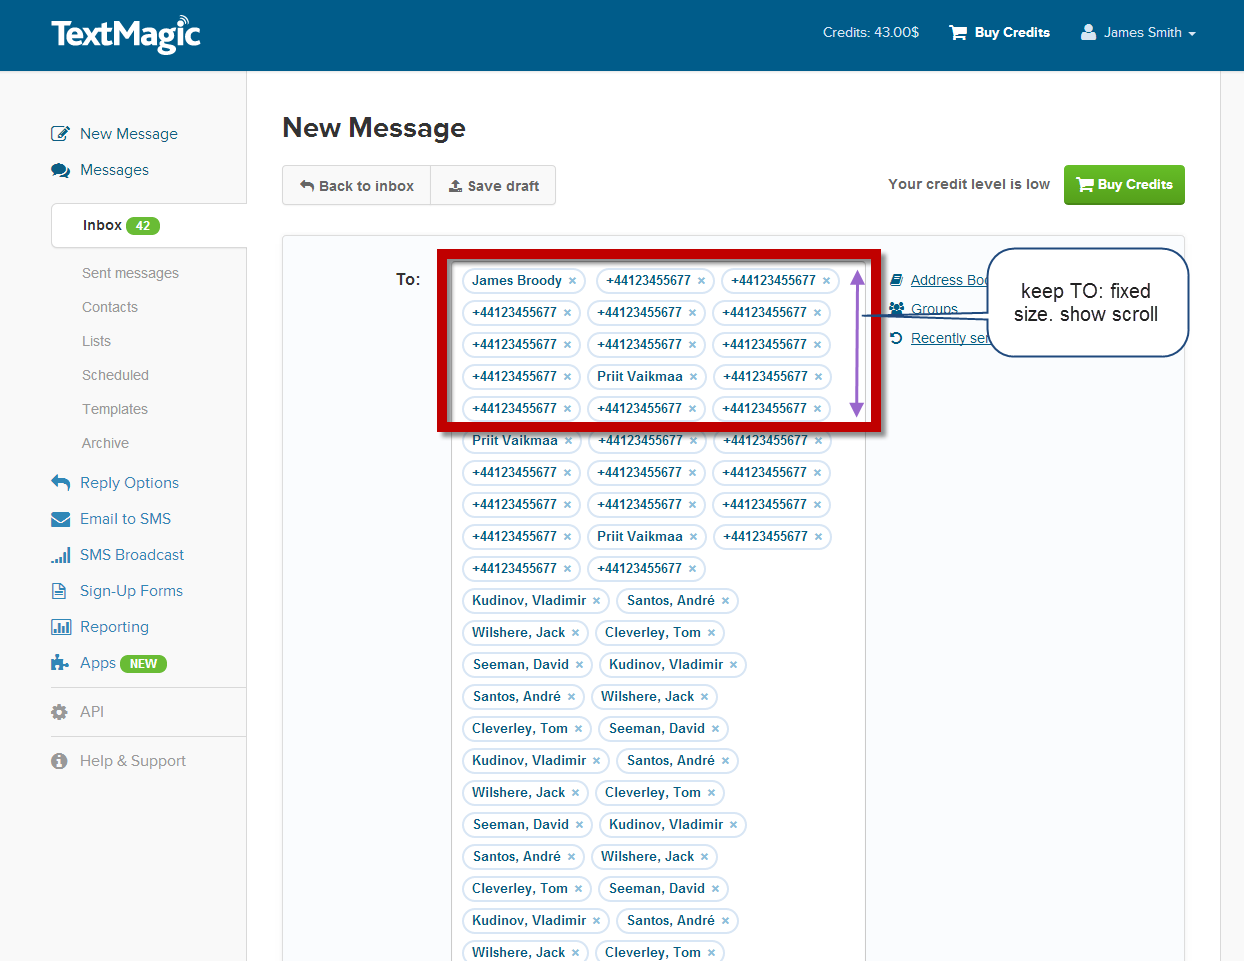 TextMagic
Credits: 43.00$
Buy Credits
James Smith
New Message
Messages
Inbox 42
Sent messages
Contacts
Lists
Scheduled
Templates
Archive
Reply Options
Email to SMS
SMS Broadcast
Sign-Up Forms
Reporting
Apps NEW
API
Help & Support
New Message
Back to inbox
Save draft
Your credit level is low
Buy Credits
To:
James Broody × +44123455677 × +44123455677 ×
+44123455677 × +44123455677 × +44123455677 ×
+44123455677 × +44123455677 × +44123455677 ×
+44123455677 × Priit Vaikmaa × +44123455677 ×
+44123455677 × +44123455677 × +44123455677 ×
Priit Vaikmaa × +44123455677 × +44123455677 ×
+44123455677 × +44123455677 × +44123455677 ×
+44123455677 × +44123455677 × +44123455677 ×
+44123455677 × Priit Vaikmaa × +44123455677 ×
+44123455677 × +44123455677 ×
Kudinov, Vladimir × Santos, André ×
Wilshere, Jack × Cleverley, Tom ×
Seeman, David × Kudinov, Vladimir ×
Santos, André × Wilshere, Jack ×
Cleverley, Tom × Seeman, David ×
Kudinov, Vladimir × Santos, André ×
Wilshere, Jack × Cleverley, Tom ×
Seeman, David × Kudinov, Vladimir ×
Santos, André × Wilshere, Jack ×
Cleverley, Tom × Seeman, David ×
Kudinov, Vladimir × Santos, André ×
Wilshere, Jack × Cleverley, Tom ×
Address Boo
Groups
Recently sen
keep TO: fixed
size. show scroll